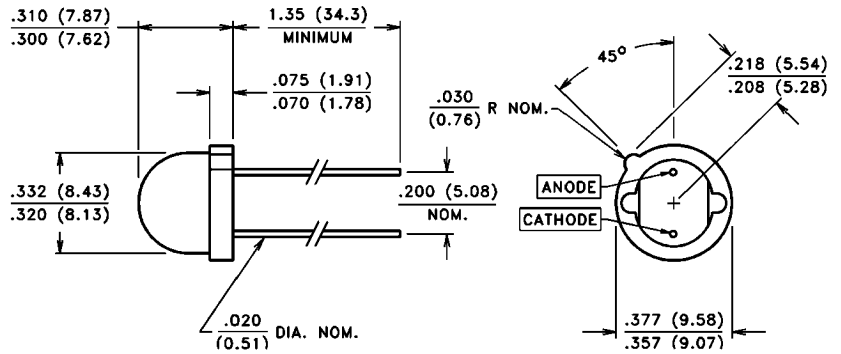 .310 (7.87)
.300 (7.62)
1.35 (34.3)
MINIMUM
.075 (1.91)
.070 (1.78)
.332 (8.43)
.320 (8.13)
.200 (5.08)
NOM.
.020
(0.51)
DIA. NOM.
45°
.218 (5.54)
.208 (5.28)
.030
(0.76)
R NOM.
ANODE
CATHODE
.377 (9.58)
.357 (9.07)